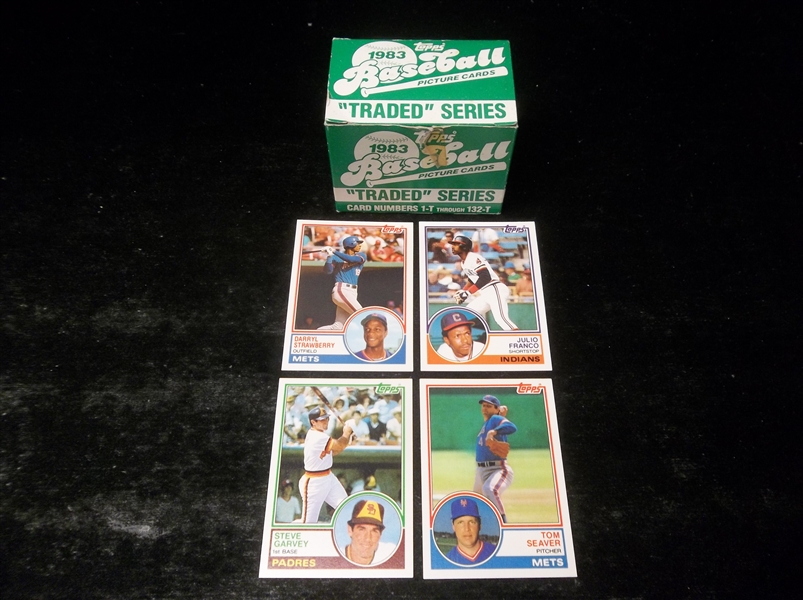 Topps
1983
Baseball
PICTURE CARDS
"TRADED" SERIES
Topps
1983
Baseball
PICTURE CARDS
"TRADED" SERIES
CARD NUMBERS 1-T THROUGH 132-T
Topps
DARRYL
STRAWBERRY
OUTFIELD
METS
Topps
C
JULIO
FRANCO
SHORTSTOP
INDIANS
Topps
SD
STEVE
GARVEY
1st BASE
PADRES
Topps
TOM
SEAVER
PITCHER
METS